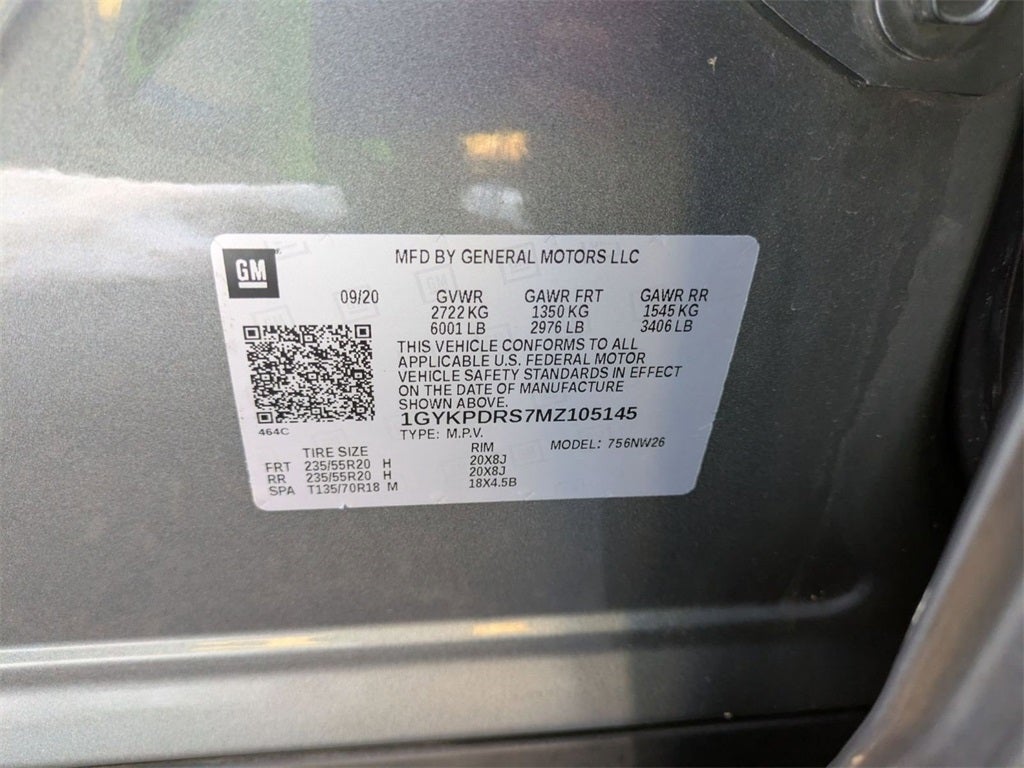 GM
MFD BY GENERAL MOTORS LLC
09/20 GVWR GAWR FRT GAWR RR
2722 KG 1350 KG 1545 KG
6001 LB 2976 LB 3406 LB
THIS VEHICLE CONFORMS TO ALL
APPLICABLE U.S. FEDERAL MOTOR
VEHICLE SAFETY STANDARDS IN EFFECT
ON THE DATE OF MANUFACTURE
SHOWN ABOVE.
1GYKPDRS7MZ105145
464C
TYPE: M.P.V. MODEL: 756NW26
TIRE SIZE RIM
FRT 235/55R20 H 20X8J
RR 235/55R20 H 20X8J
SPA T135/70R18 M 18X4.5B